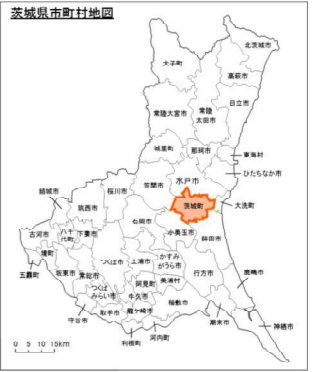 茨城県市町村地図
北茨城市
大子町
高萩市
日立市
常陸大宮市
常陸
太田市
城里町
那珂市
東海村
ひたちなか市
水戸市
笠間市
桜川市
結城市
筑西市
茨城町
大洗町
石岡市
小美玉市
鉾田市
古河市
八千
代町
下妻市
境町
つくば市
土浦市
かすみ
がうら市
五霞町
坂東市
常総市
つくば
みらい市
阿見町
美浦村
行方市
鹿嶋市
牛久市
稲敷市
守谷市
取手市
龍ケ崎市
潮来市
神栖市
利根町
河内町
0 5 10 15km